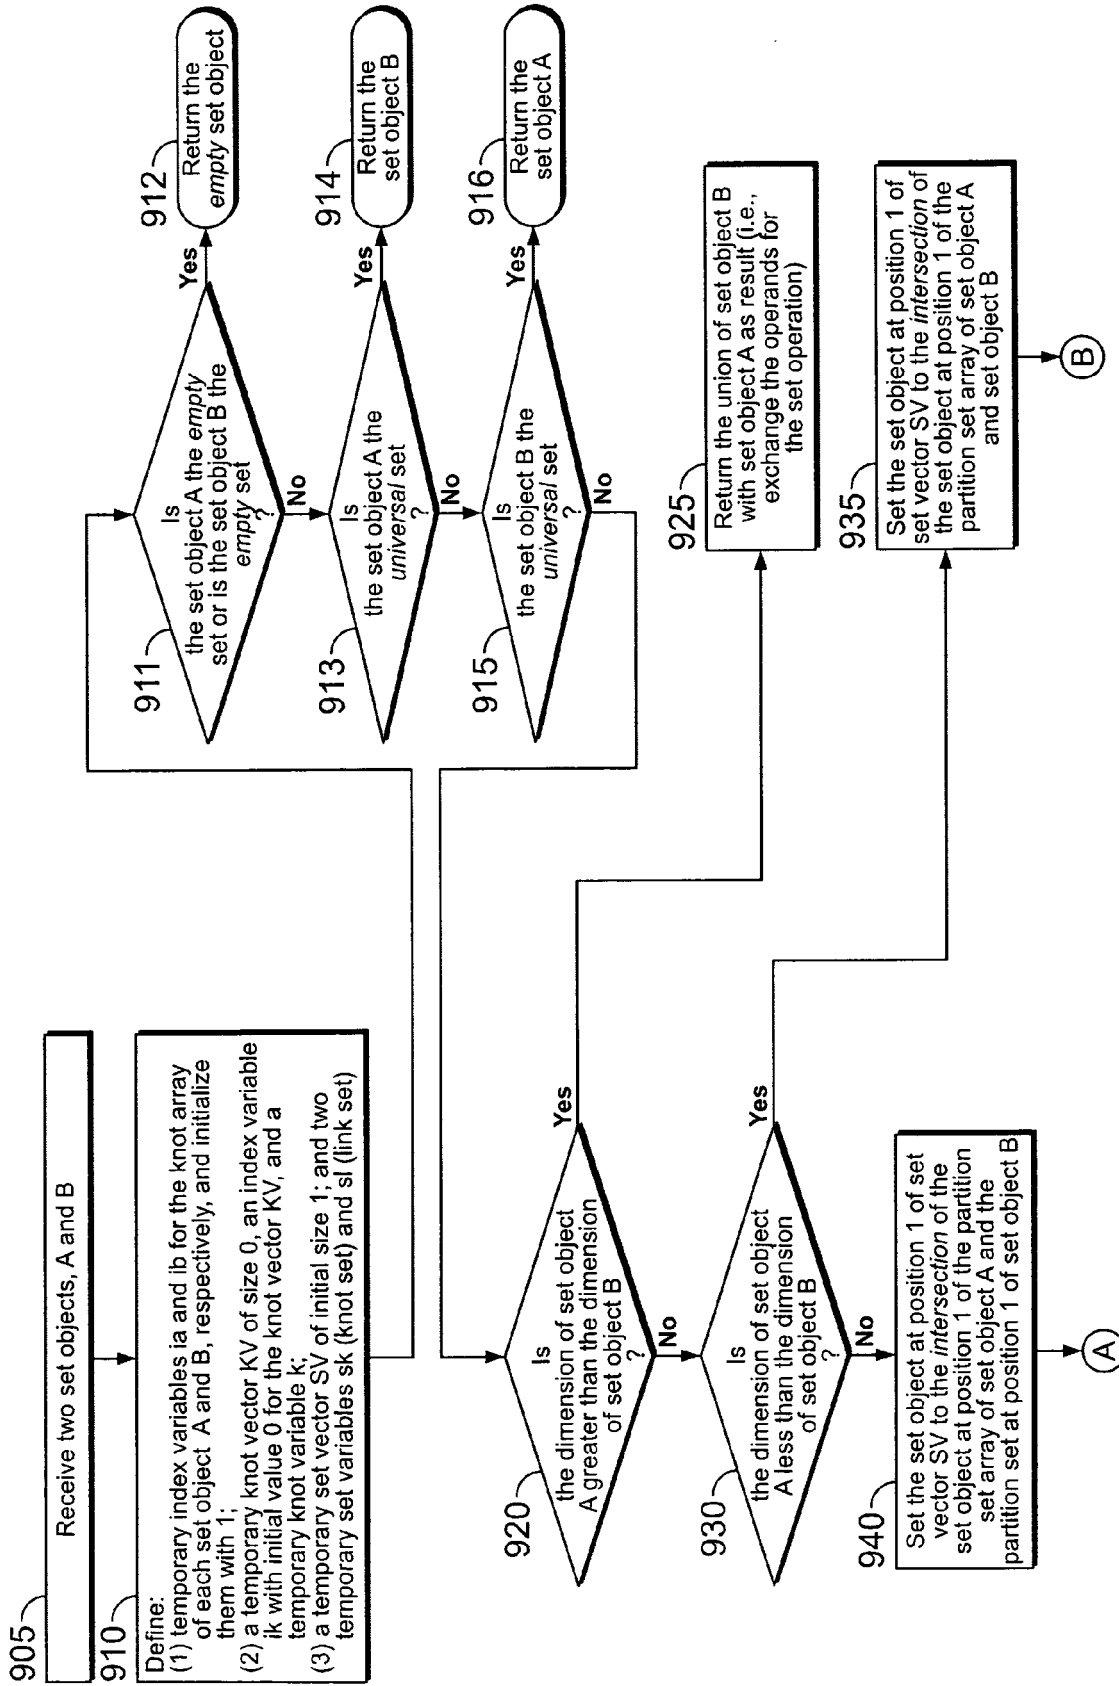 905
Receive two set objects, A and B
910
Define:
(1) temporary index variables ia and ib for the knot array
of each set object A and B, respectively, and initialize
them with 1;
(2) a temporary knot vector KV of size 0, an index variable
ik with initial value 0 for the knot vector KV, and a
temporary knot variable k;
(3) a temporary set vector SV of initial size 1; and two
temporary set variables sk (knot set) and sl (link set)
911
Is
the set object A the empty
set or is the set object B the
empty set
?
Yes
912
Return the
empty set object
No
913
Is
the set object A the
universal set
?
Yes
914
Return the
set object B
No
915
Is
the set object B the
universal set
?
Yes
916
Return the
set object A
No
920
Is
the dimension of set object
A greater than the dimension
of set object B
?
Yes
925
Return the union of set object B
with set object A as result (i.e.,
exchange the operands for
the set operation)
No
930
Is
the dimension of set object
A less than the dimension
of set object B
?
Yes
935
Set the set object at position 1 of
set vector SV to the intersection of
the set object at position 1 of the
partition set array of set object A
and set object B
B
No
940
Set the set object at position 1 of set
vector SV to the intersection of the
set object at position 1 of the partition
set array of set object A and the
partition set at position 1 of set object B
A